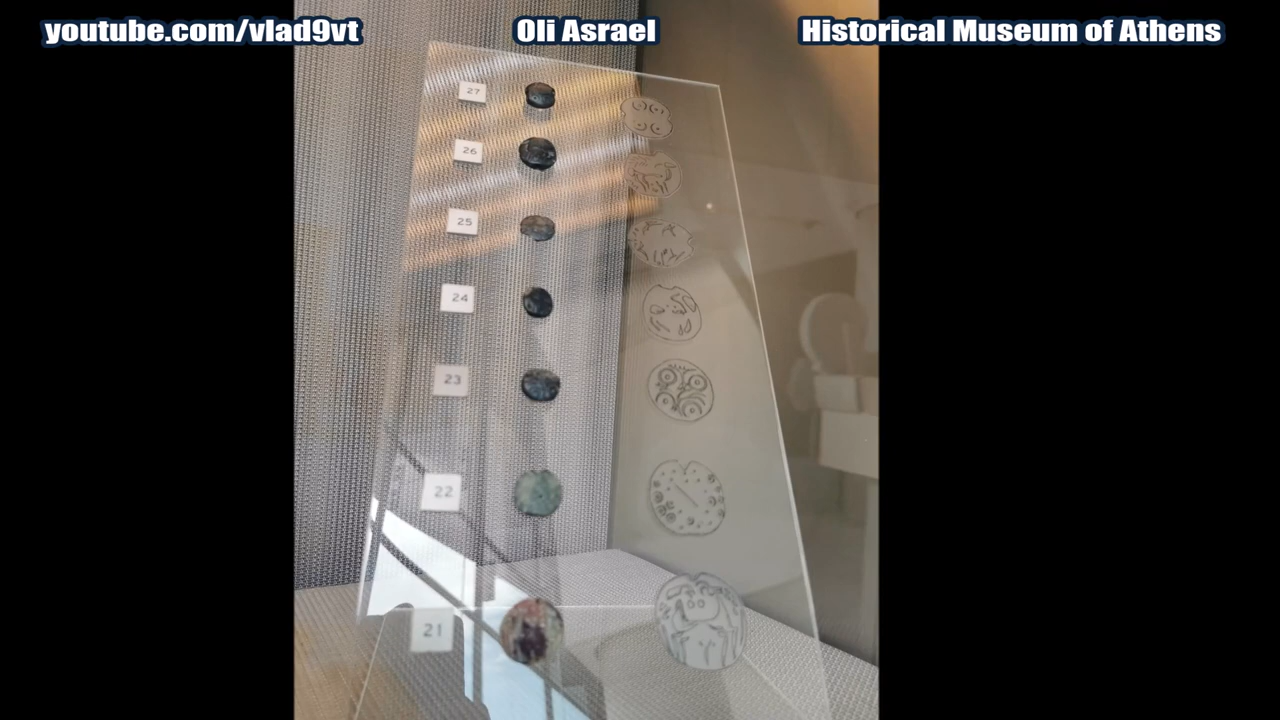 youtube.com/vlad9vt
Oli Asrael
Historical Museum of Athens
27
26
25
24
23
22
21